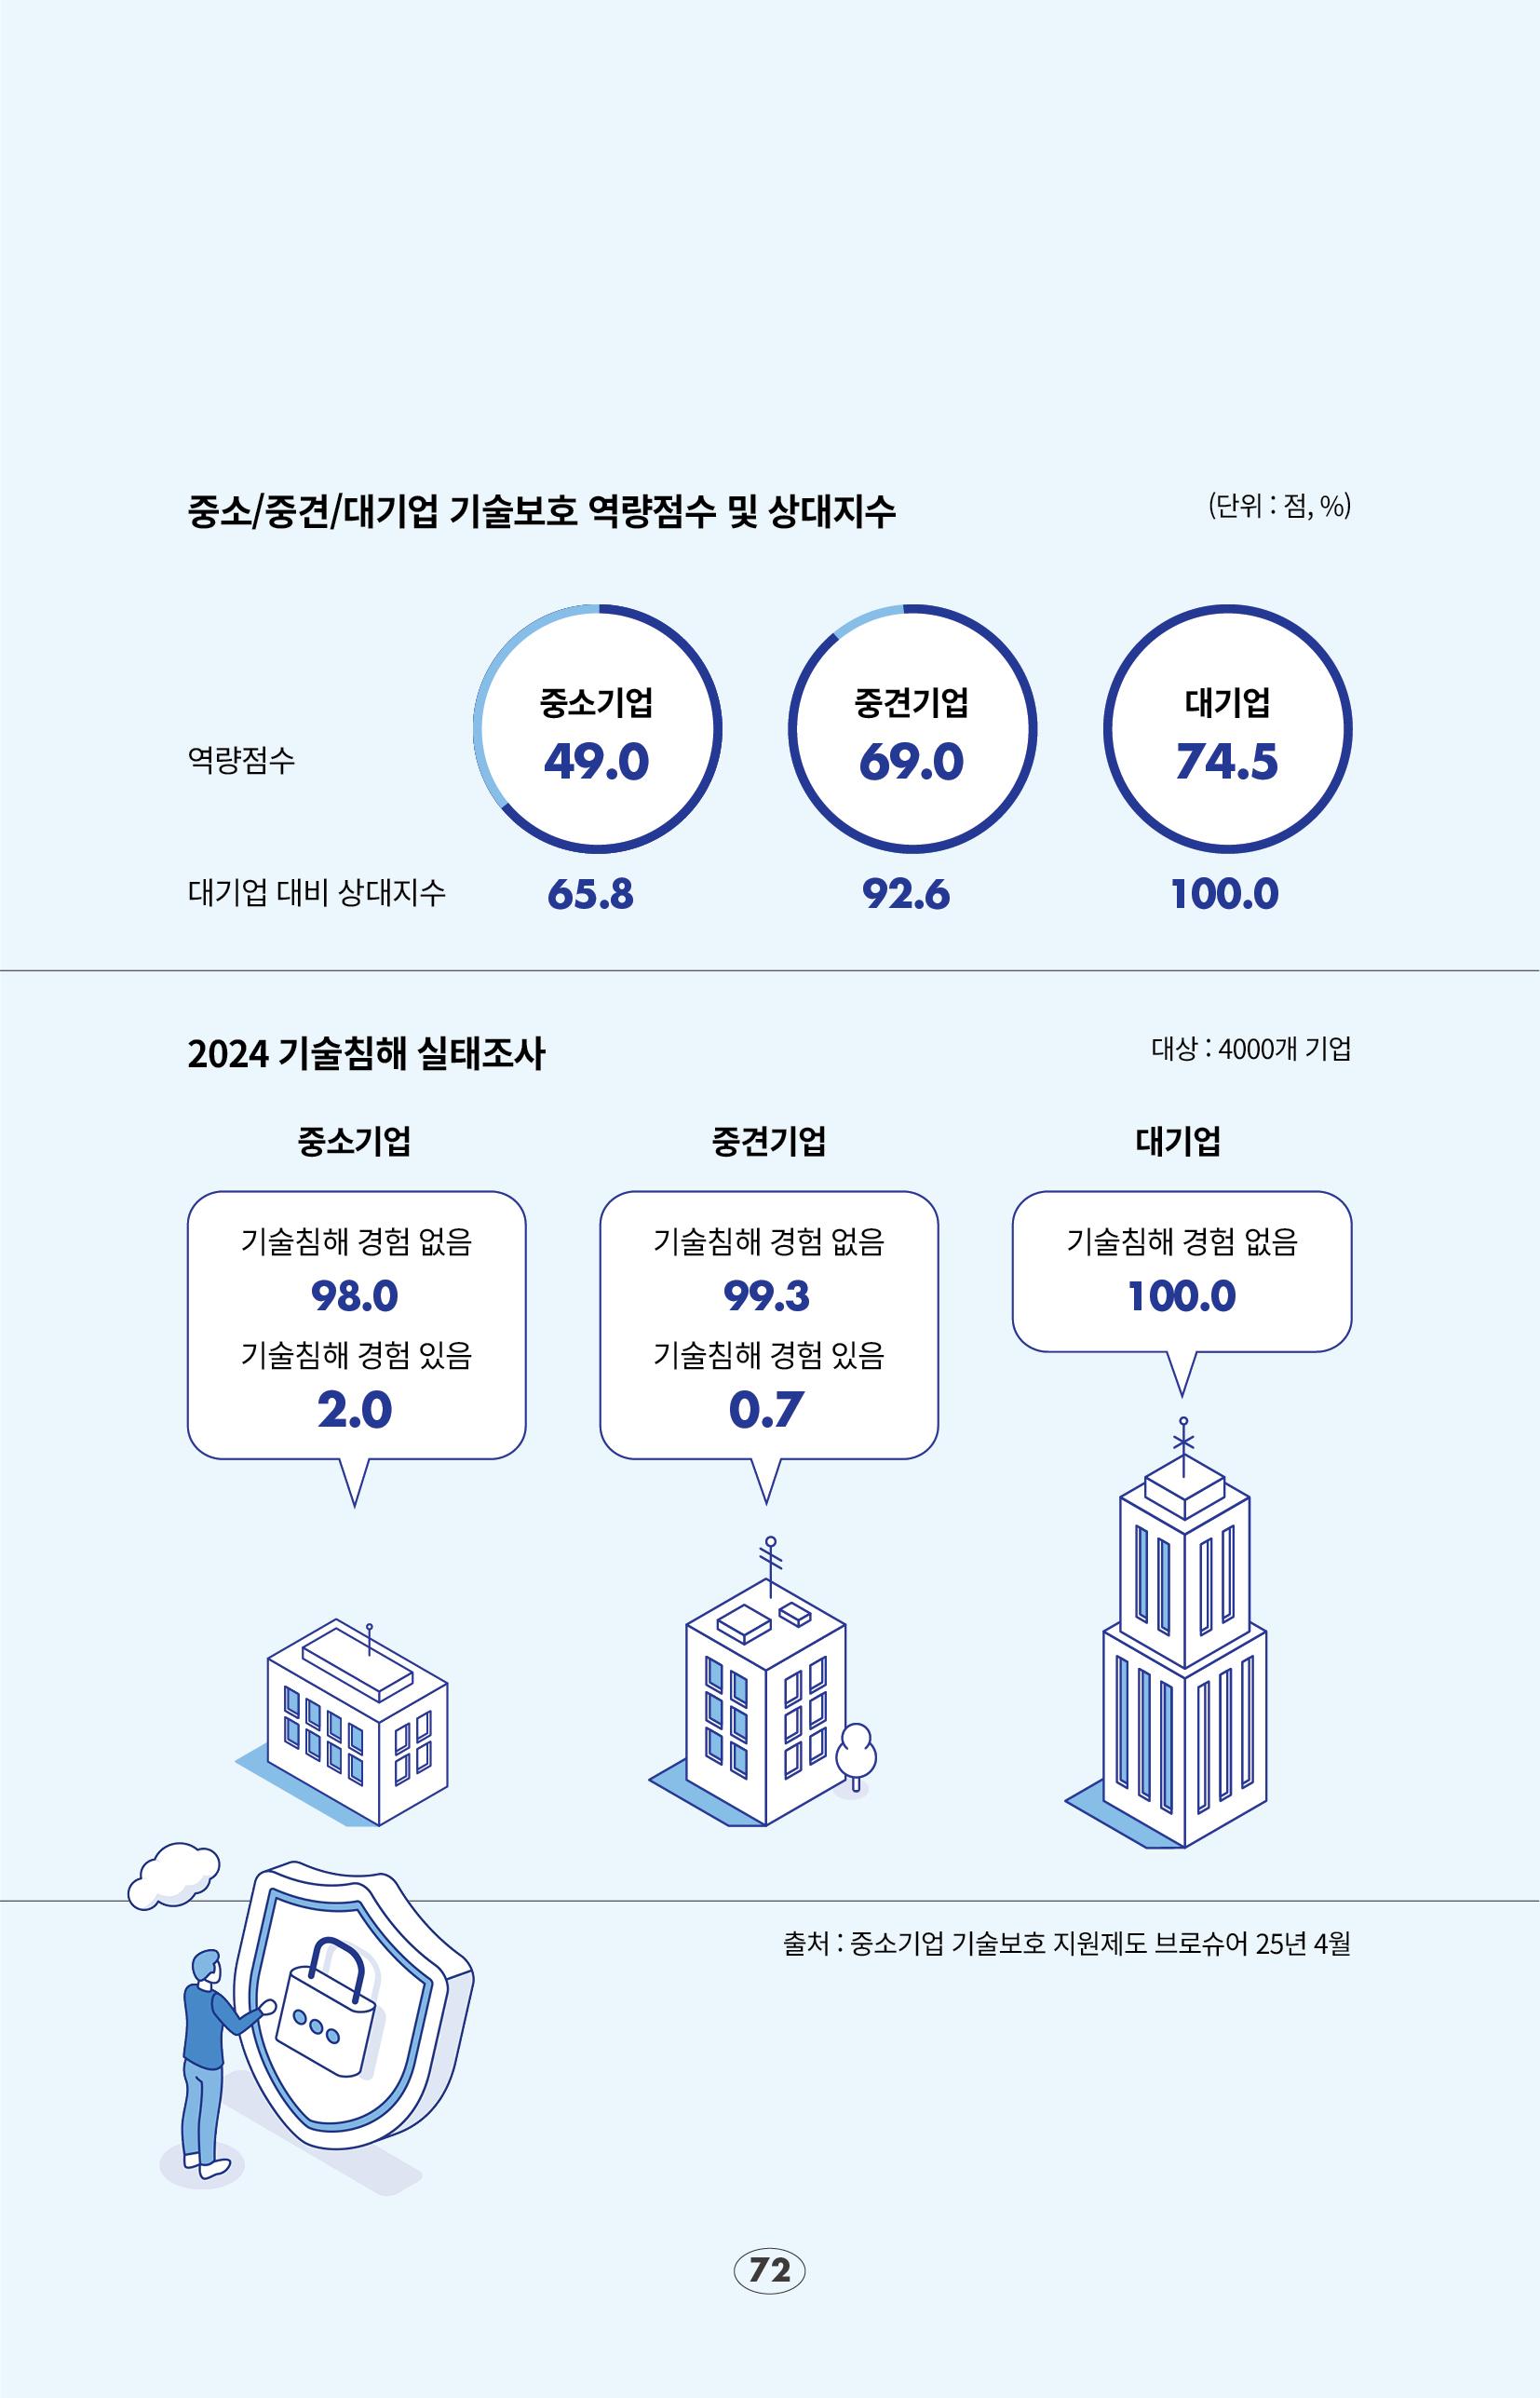 중소/중견/대기업 기술보호 역량점수 및 상대지수
(단위 : 점, %)
중소기업 중견기업 대기업
역량점수 49.0 69.0 74.5
대기업 대비 상대지수 65.8 92.6 100.0
2024 기술침해 실태조사
대상 : 4000개 기업
중소기업
기술침해 경험 없음
98.0
기술침해 경험 있음
2.0
중견기업
기술침해 경험 없음
99.3
기술침해 경험 있음
0.7
대기업
기술침해 경험 없음
100.0
출처 : 중소기업 기술보호 지원제도 브로슈어 25년 4월
72